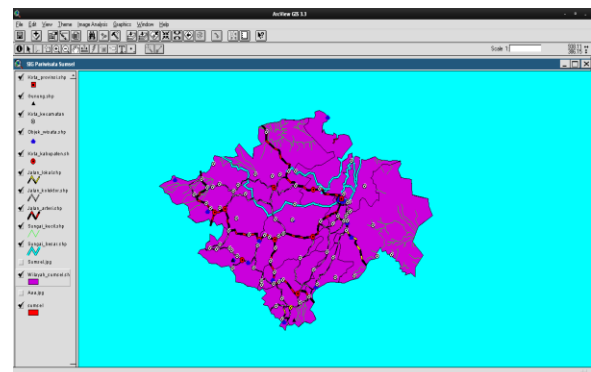 ArcView GIS 3.3
File Edit View Theme Image Analysis Graphics Window Help
Scale 1:
SIG Pariwisata Sumsel
Kota_provinsi.shp
Gunung.shp
Kota_kecamatan
Objek_wisata.shp
Kota_kabupaten.sh
Jalan_lokal.shp
Jalan_kolektor.shp
Jalan_arteri.shp
Sungai_kecil.shp
Sungai_besar.shp
Sumsel.jpg
Wilayah_sumsel.sh
sumsel